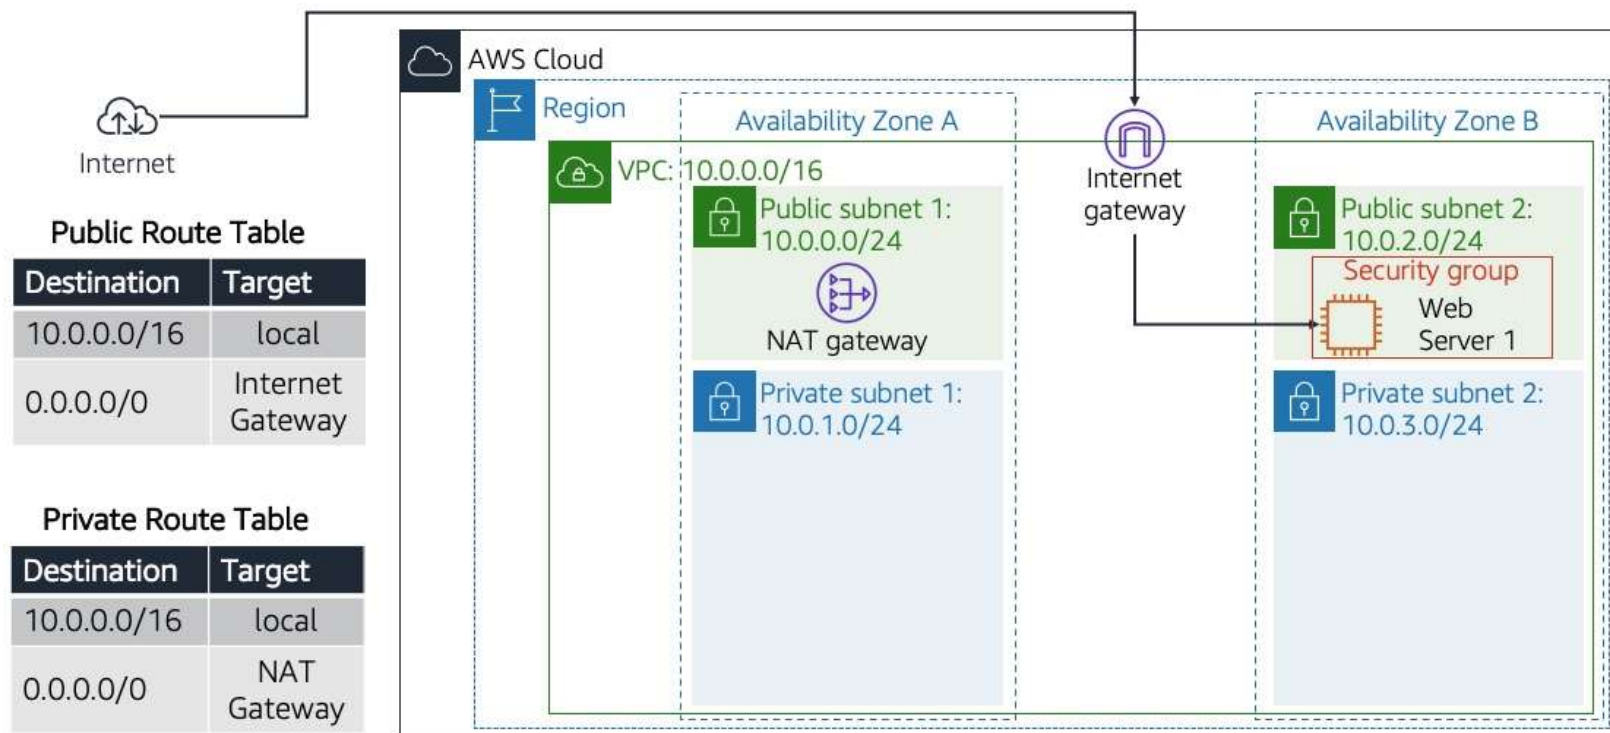 AWS Cloud
Region
Availability Zone A
Availability Zone B
Internet
VPC: 10.0.0.0/16
Internet
gateway
Public subnet 1:
10.0.0.0/24
NAT gateway
Public subnet 2:
10.0.2.0/24
Security group
Web
Server 1
Private subnet 1:
10.0.1.0/24
Private subnet 2:
10.0.3.0/24
Public Route Table
Destination Target
10.0.0.0/16 local
0.0.0.0/0 Internet
Gateway
Private Route Table
Destination Target
10.0.0.0/16 local
0.0.0.0/0 NAT
Gateway